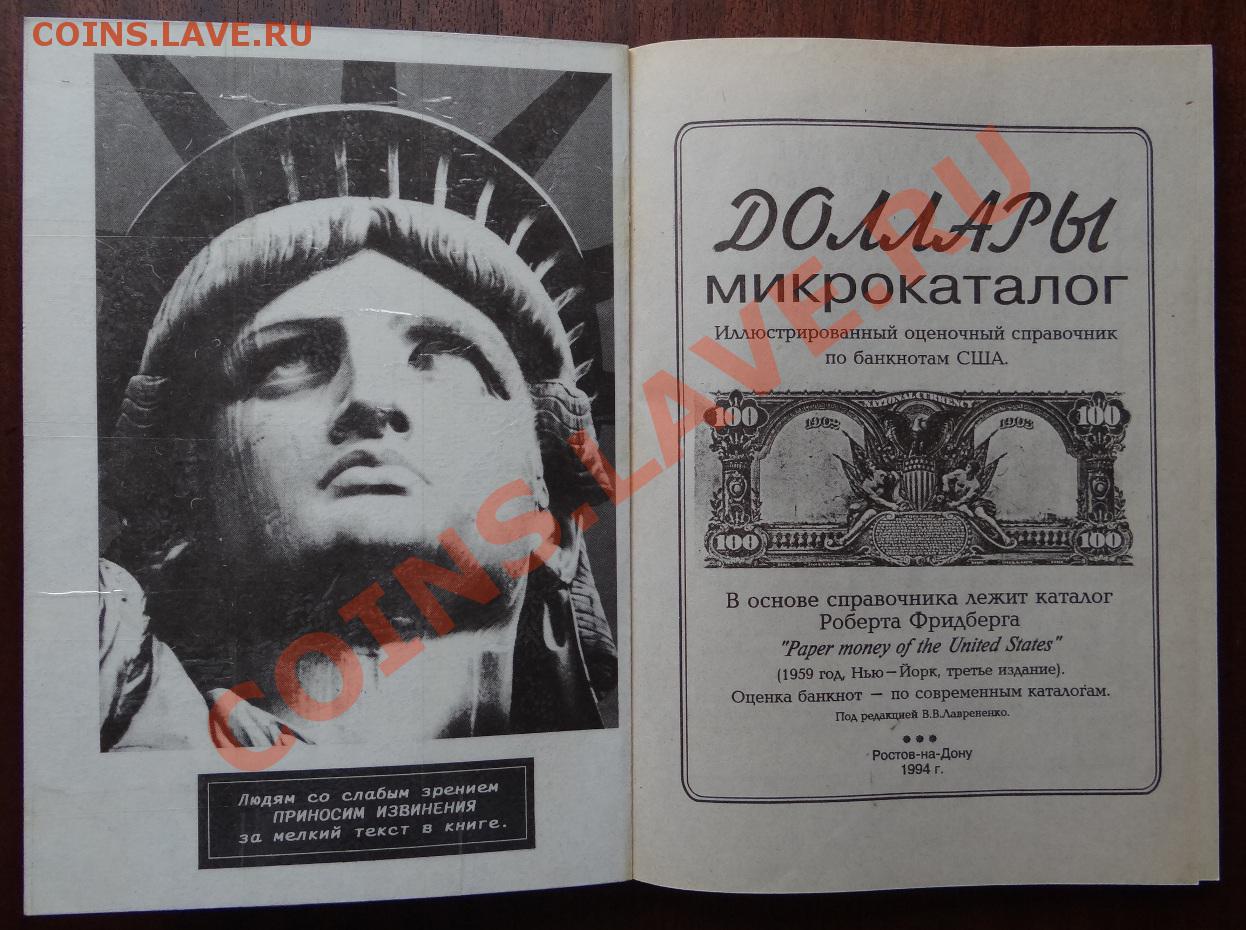 COINS.LAVE.RU
Людям со слабым зрением
ПРИНОСИМ ИЗВИНЕНИЯ
за мелкий текст в книге.
ДОЛЛАРЫ
микрокаталог
Иллюстрированный оценочный справочник
по банкнотам США.
NATIONAL CURRENCY
100 100
1902 1908
100 100
В основе справочника лежит каталог
Роберта Фридберга
"Paper money of the United States"
(1959 год, Нью-Йорк, третье издание).
Оценка банкнот — по современным каталогам.
Под редакцией В.В.Лавревенко.
Ростов-на-Дону
1994 г.
COINS.LAVE.RU